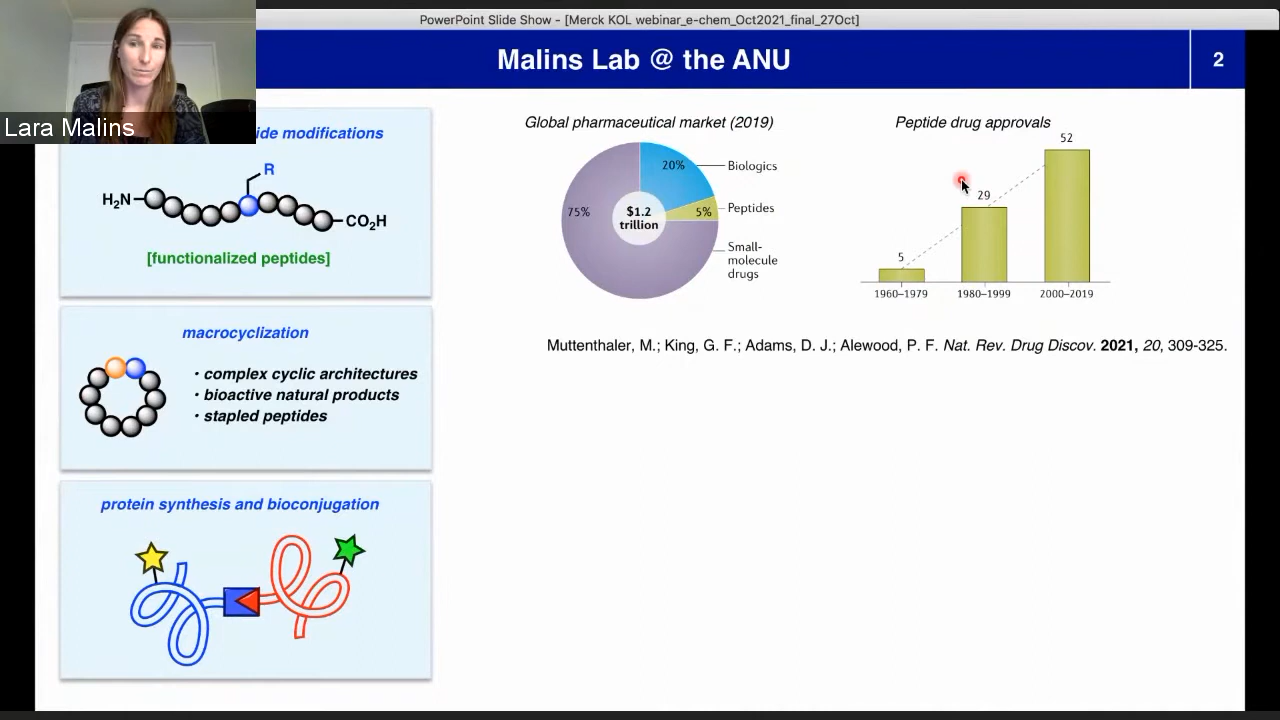 PowerPoint Slide Show - [Merck KOL webinar_e-chem_Oct2021_final_27Oct]
Malins Lab @ the ANU
2
Lara Malins
ide modifications
R
H₂N
CO₂H
[functionalized peptides]
macrocyclization
• complex cyclic architectures
• bioactive natural products
• stapled peptides
protein synthesis and bioconjugation
Global pharmaceutical market (2019)
20%
Biologics
75%
$1.2
trillion
5%
Peptides
Small-
molecule
drugs
Peptide drug approvals
52
29
5
1960–1979
1980–1999
2000–2019
Muttenthaler, M.; King, G. F.; Adams, D. J.; Alewood, P. F. Nat. Rev. Drug Discov. 2021, 20, 309-325.